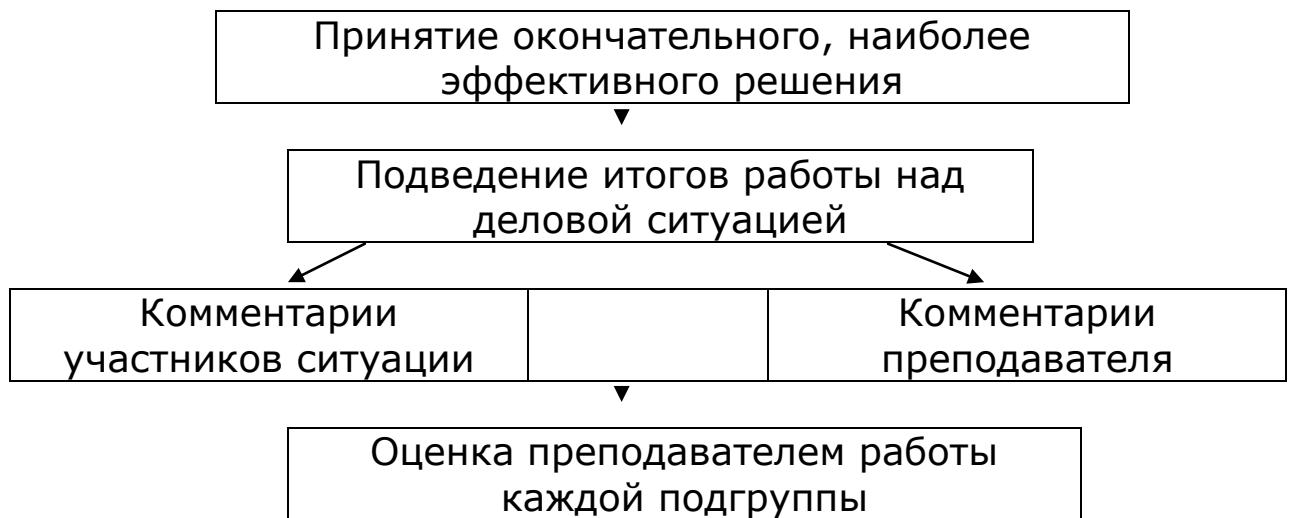 Принятие окончательного, наиболее
эффективного решения
Подведение итогов работы над
деловой ситуацией
Комментарии
участников ситуации
Комментарии
преподавателя
Оценка преподавателем работы
каждой подгруппы